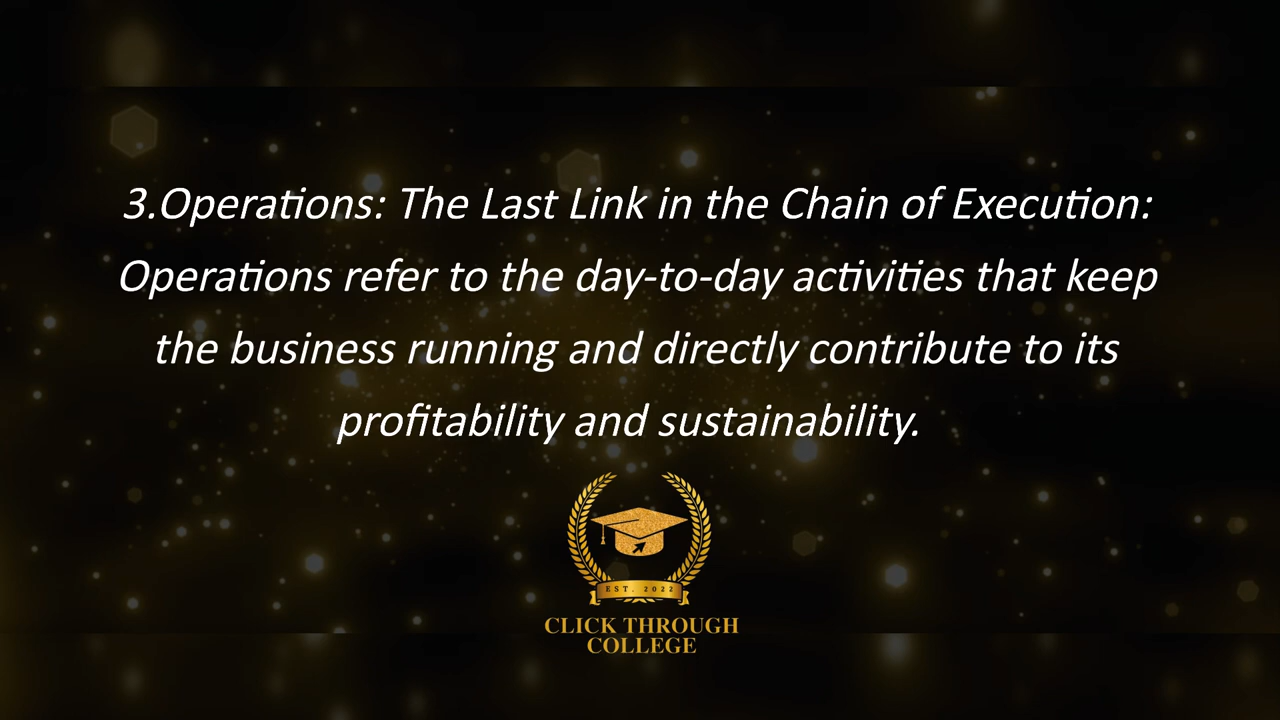 3.Operations: The Last Link in the Chain of Execution:
Operations refer to the day-to-day activities that keep
the business running and directly contribute to its
profitability and sustainability.
EST. 2022
CLICK THROUGH
COLLEGE